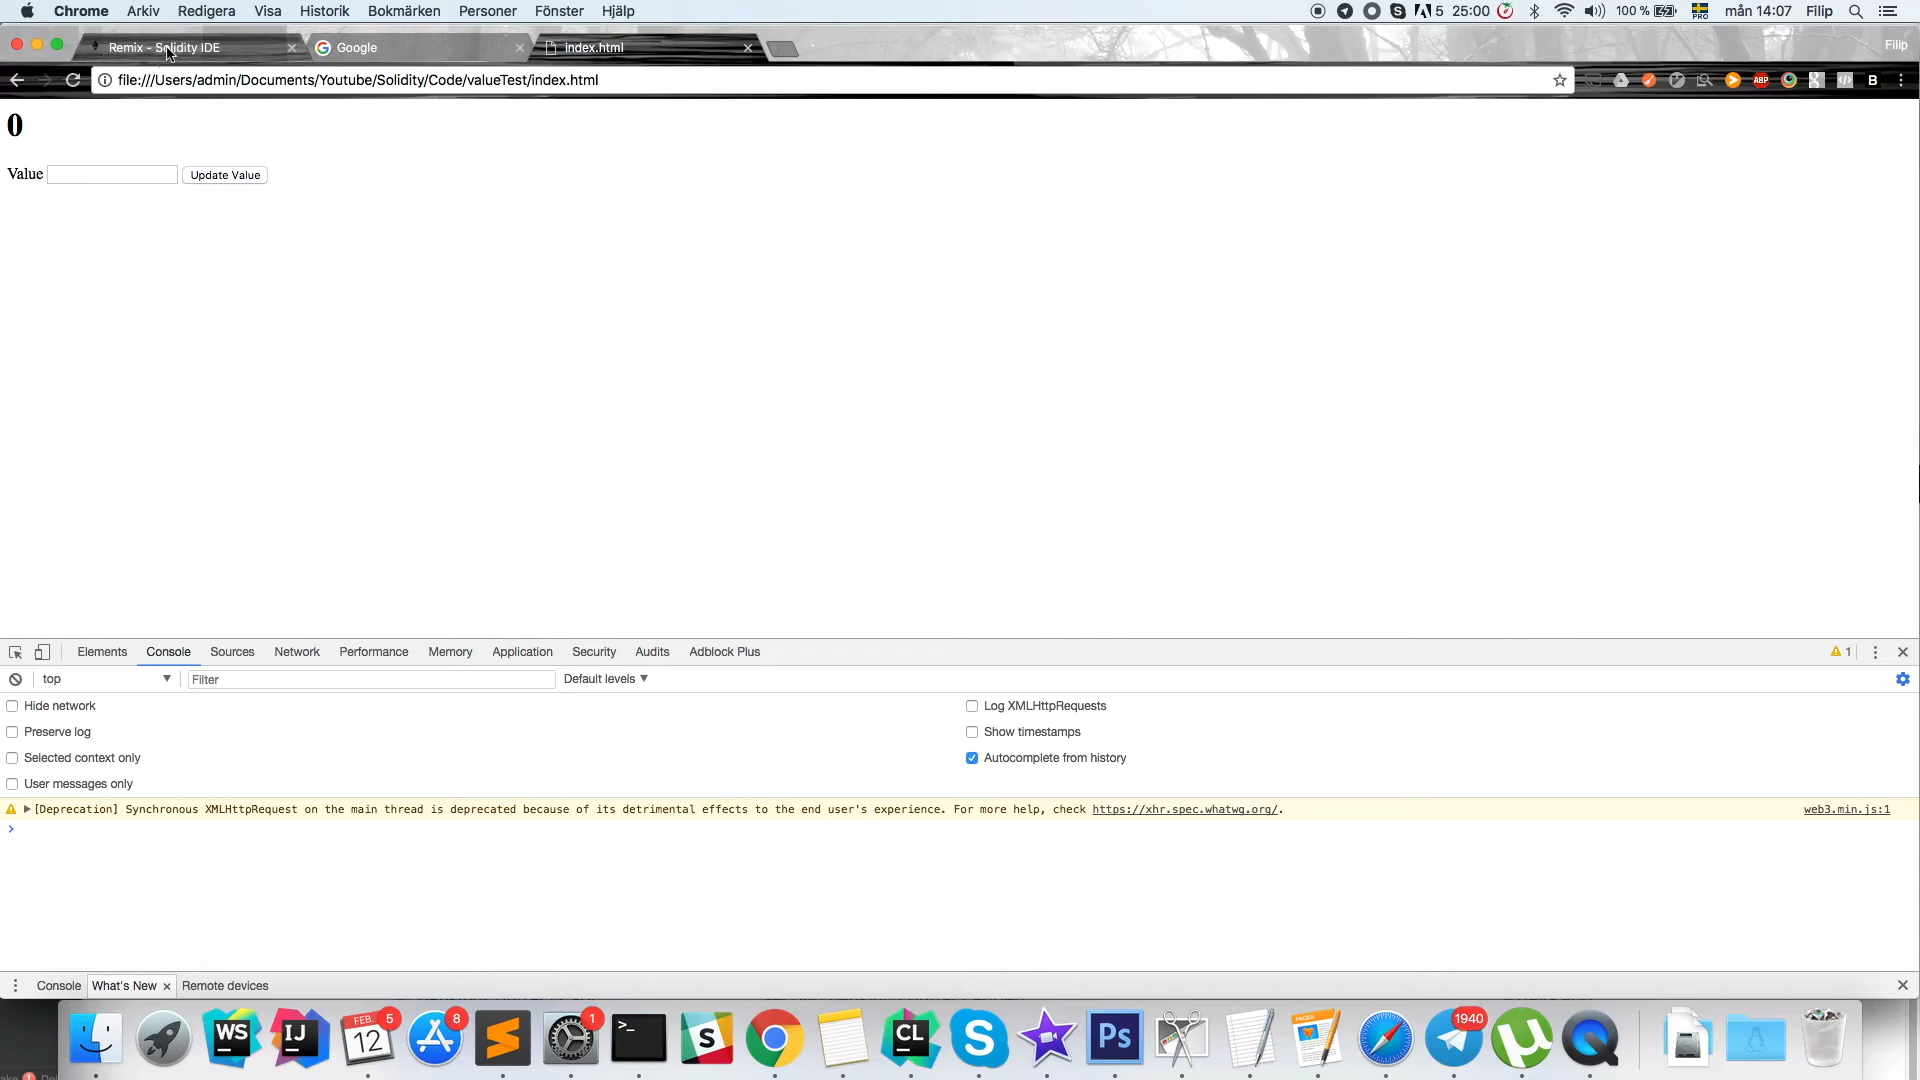 Chrome Arkiv Redigera Visa Historik Bokmärken Personer Fönster Hjälp 5 25:00 100 % PRO mån 14:07 Filip
Remix - Solidity IDE Google index.html Filip
file:///Users/admin/Documents/Youtube/Solidity/Code/valueTest/index.html ABP B
0
Value Update Value
Elements Console Sources Network Performance Memory Application Security Audits Adblock Plus 1
top Filter Default levels
Hide network Log XMLHttpRequests
Preserve log Show timestamps
Selected context only Autocomplete from history
User messages only
[Deprecation] Synchronous XMLHttpRequest on the main thread is deprecated because of its detrimental effects to the end user's experience. For more help, check https://xhr.spec.whatwg.org/. web3.min.js:1
Console What's New Remote devices
WS IJ FEB. 12 5 8 1 >_ S CL S Ps PAGES 1940